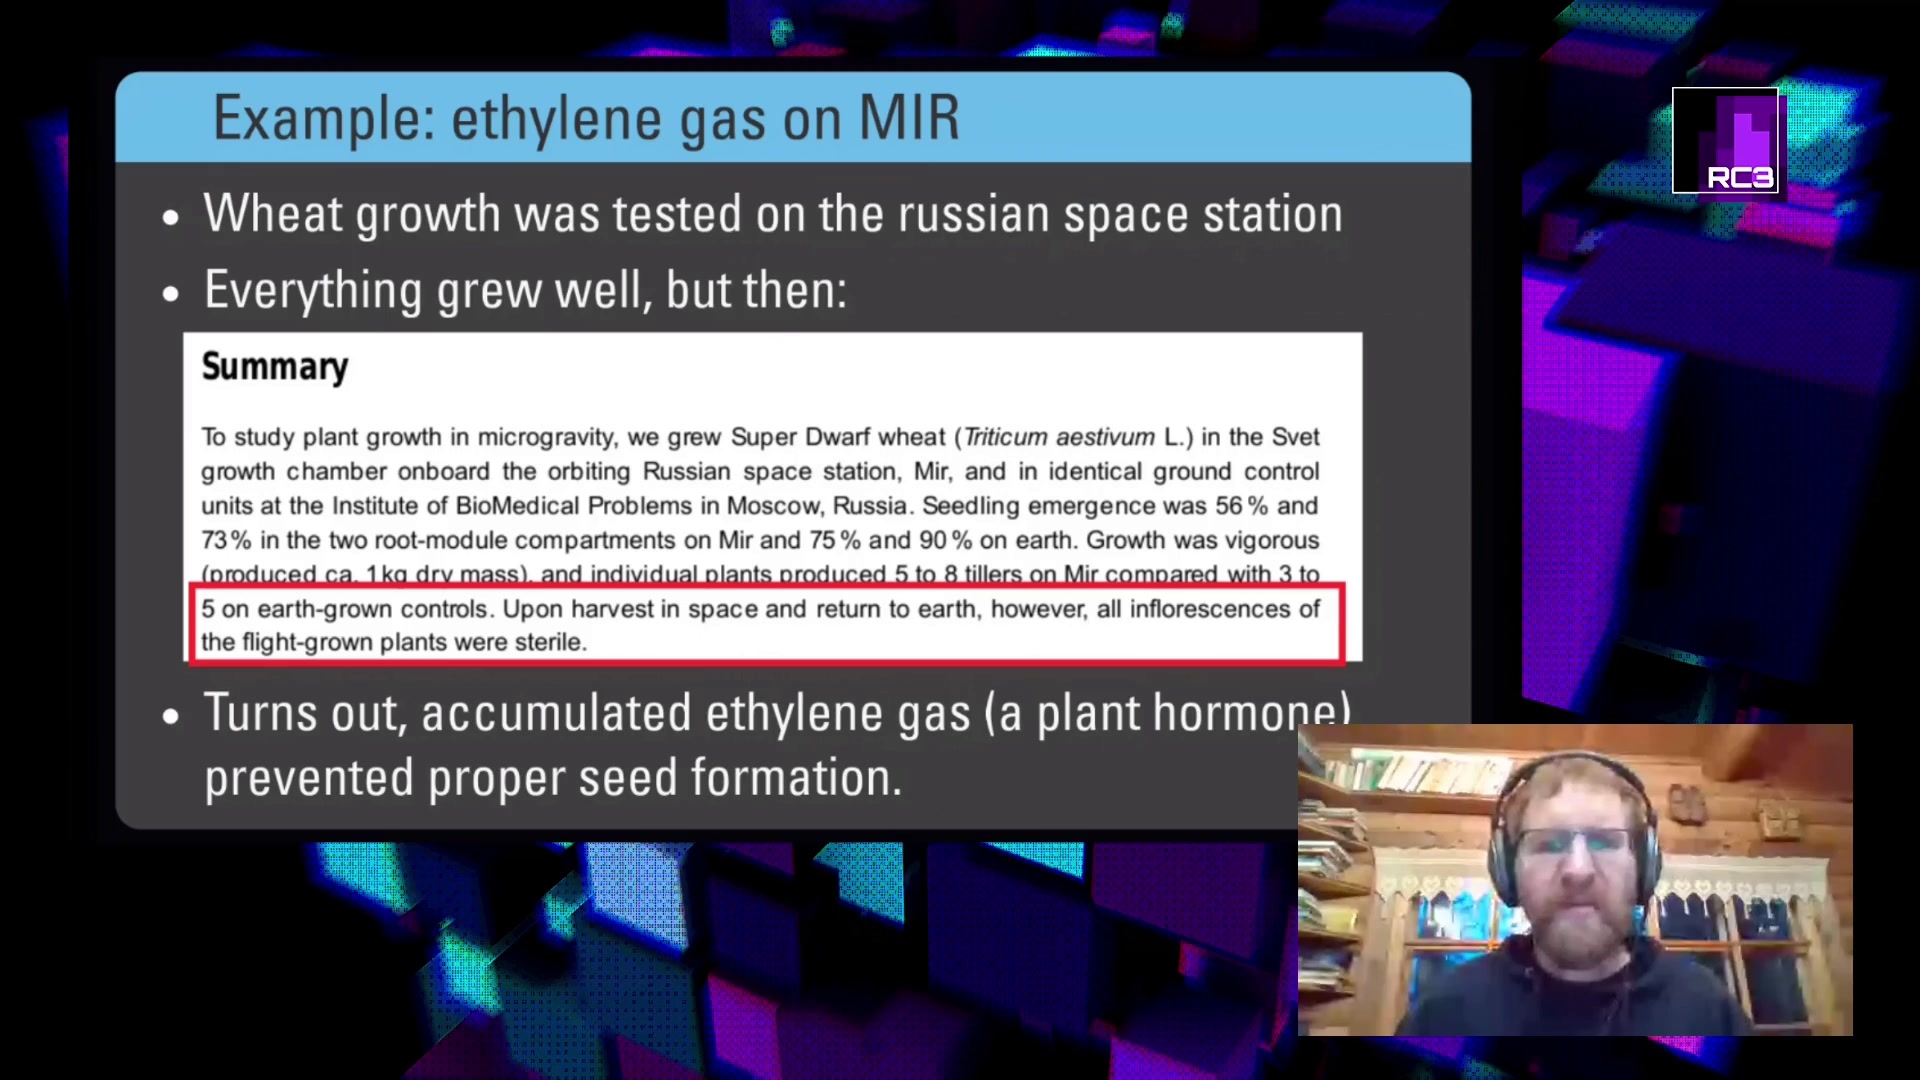 Example: ethylene gas on MIR
RC3
• Wheat growth was tested on the russian space station
• Everything grew well, but then:
Summary
To study plant growth in microgravity, we grew Super Dwarf wheat (Triticum aestivum L.) in the Svet
growth chamber onboard the orbiting Russian space station, Mir, and in identical ground control
units at the Institute of BioMedical Problems in Moscow, Russia. Seedling emergence was 56 % and
73 % in the two root-module compartments on Mir and 75 % and 90 % on earth. Growth was vigorous
(produced ca. 1 kg dry mass), and individual plants produced 5 to 8 tillers on Mir compared with 3 to
5 on earth-grown controls. Upon harvest in space and return to earth, however, all inflorescences of
the flight-grown plants were sterile.
• Turns out, accumulated ethylene gas (a plant hormone)
prevented proper seed formation.